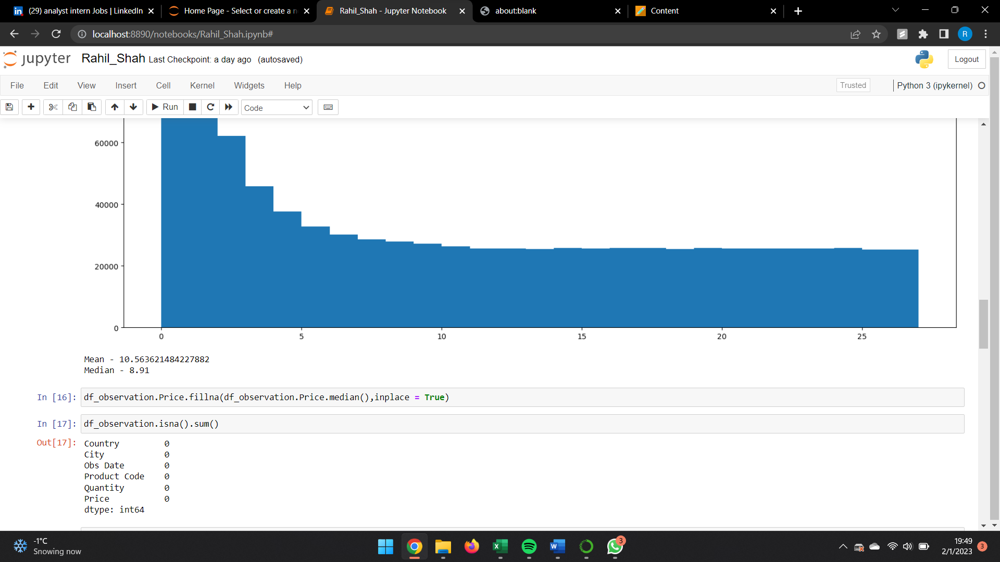 (29) analyst intern Jobs | LinkedIn
Home Page - Select or create a n
Rahil_Shah - Jupyter Notebook
about:blank
Content
localhost:8890/notebooks/Rahil_Shah.ipynb#
R
jupyter Rahil_Shah Last Checkpoint: a day ago (autosaved)
Logout
File Edit View Insert Cell Kernel Widgets Help
Trusted
Python 3 (ipykernel)
Run
Code
60000
40000
20000
0
0 5 10 15 20 25
Mean - 10.563621484227882
Median - 8.91
In [16]: df_observation.Price.fillna(df_observation.Price.median(),inplace = True)
In [17]: df_observation.isna().sum()
Out[17]: Country 0
City 0
Obs Date 0
Product Code 0
Quantity 0
Price 0
dtype: int64
-1°C
Snowing now
3
19:49
2/1/2023
3